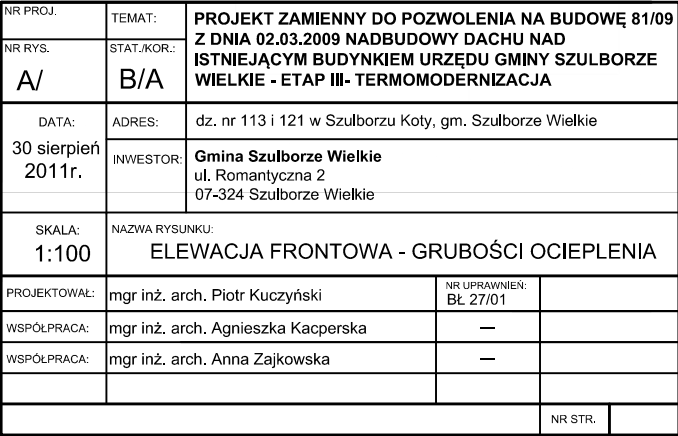 NR PROJ.
TEMAT:
PROJEKT ZAMIENNY DO POZWOLENIA NA BUDOWĘ 81/09
Z DNIA 02.03.2009 NADBUDOWY DACHU NAD
ISTNIEJĄCYM BUDYNKIEM URZĘDU GMINY SZULBORZE
WIELKIE - ETAP III- TERMOMODERNIZACJA
NR RYS.
A/
STAT./KOR.:
B/A
DATA:
30 sierpień
2011r.
ADRES:
dz. nr 113 i 121 w Szulborzu Koty, gm. Szulborze Wielkie
INWESTOR:
Gmina Szulborze Wielkie
ul. Romantyczna 2
07-324 Szulborze Wielkie
SKALA:
1:100
NAZWA RYSUNKU:
ELEWACJA FRONTOWA - GRUBOŚCI OCIEPLENIA
PROJEKTOWAŁ:
mgr inż. arch. Piotr Kuczyński
NR UPRAWNIEŃ:
BŁ 27/01
WSPÓŁPRACA:
mgr inż. arch. Agnieszka Kacperska
—
WSPÓŁPRACA:
mgr inż. arch. Anna Zajkowska
—
NR STR.